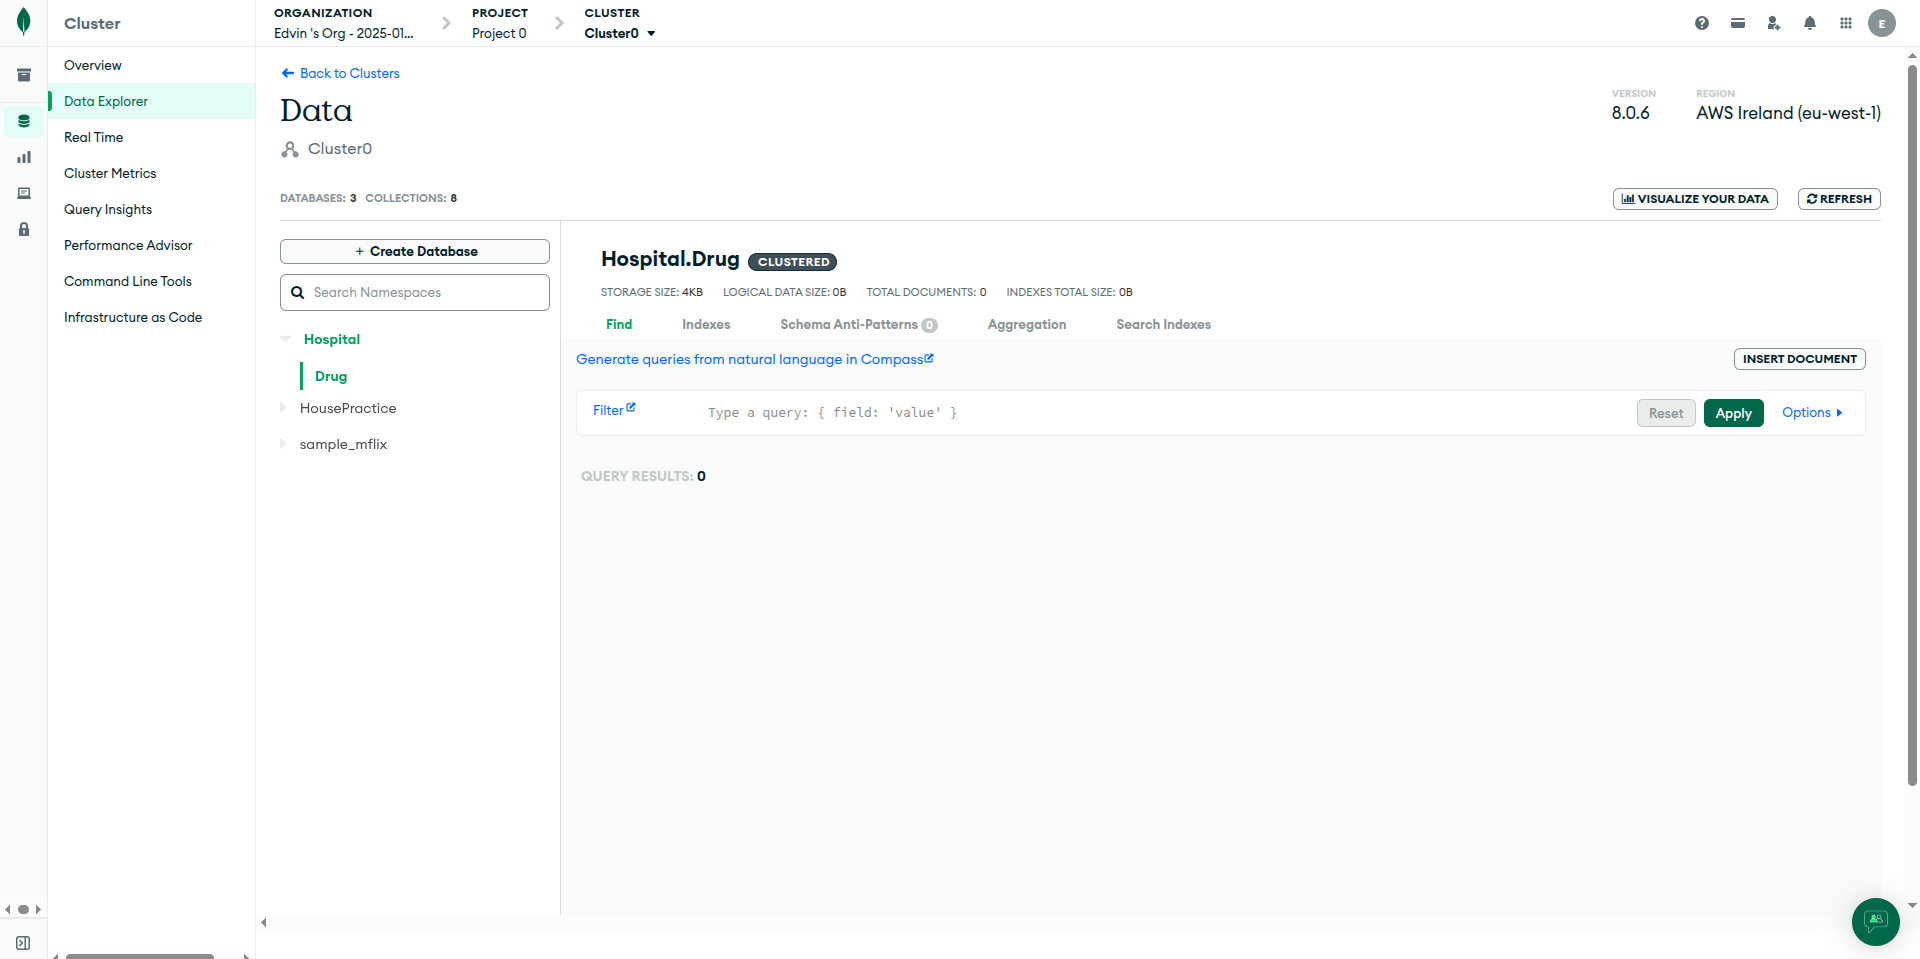 Cluster
ORGANIZATION
Edvin 's Org - 2025-01...
PROJECT
Project 0
CLUSTER
Cluster0
E
Overview
Data Explorer
Real Time
Cluster Metrics
Query Insights
Performance Advisor
Command Line Tools
Infrastructure as Code
Back to Clusters
Data
Cluster0
VERSION
8.0.6
REGION
AWS Ireland (eu-west-1)
DATABASES: 3 COLLECTIONS: 8
VISUALIZE YOUR DATA
REFRESH
+ Create Database
Search Namespaces
Hospital
Drug
HousePractice
sample_mflix
Hospital.Drug CLUSTERED
STORAGE SIZE: 4KB LOGICAL DATA SIZE: 0B TOTAL DOCUMENTS: 0 INDEXES TOTAL SIZE: 0B
Find Indexes Schema Anti-Patterns 0 Aggregation Search Indexes
Generate queries from natural language in Compass
INSERT DOCUMENT
Filter
Type a query: { field: 'value' }
Reset
Apply
Options
QUERY RESULTS: 0